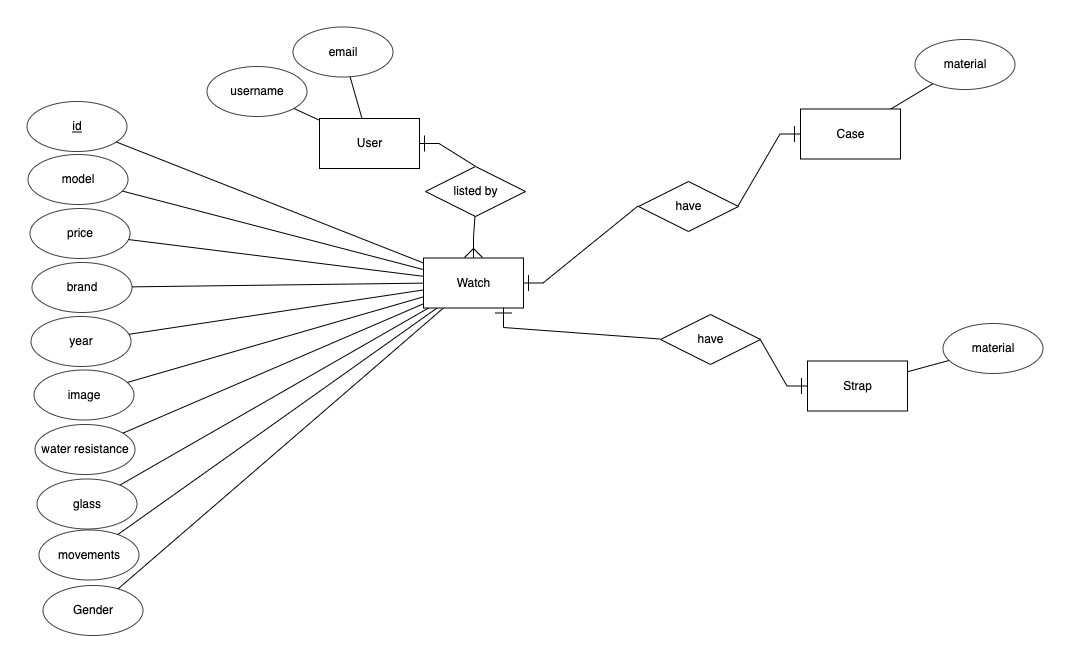 email
username
id
User
model
listed by
price
brand
Watch
year
image
water resistance
glass
movements
Gender
material
Case
have
have
material
Strap